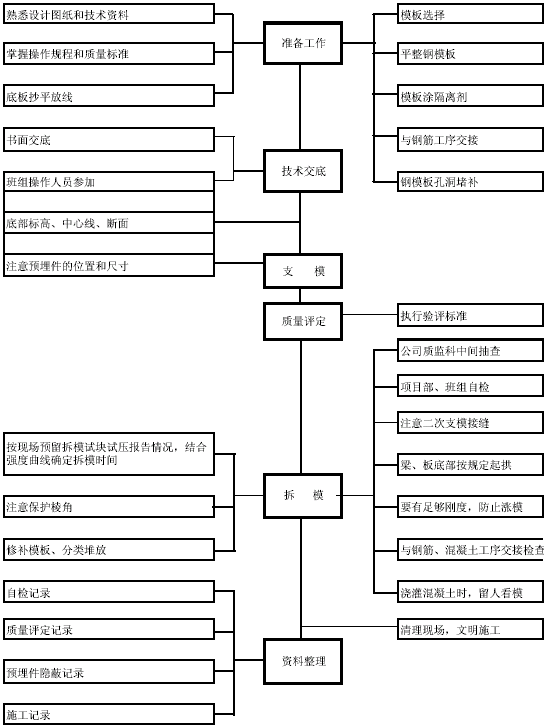 熟悉设计图纸和技术资料
掌握操作规程和质量标准
底板抄平放线
准备工作
模板选择
平整钢模板
模板涂隔离剂
与钢筋工序交接
钢模板孔洞堵补
书面交底
班组操作人员参加
技术交底
底部标高、中心线、断面
注意预埋件的位置和尺寸
支 模
质量评定
执行验评标准
公司质监科中间抽查
项目部、班组自检
注意二次支模接缝
梁、板底部按规定起拱
要有足够刚度，防止涨模
与钢筋、混凝土工序交接检查
浇灌混凝土时，留人看模
按现场预留拆模试块试压报告情况，结合
强度曲线确定拆模时间
注意保护棱角
修补模板、分类堆放
拆 模
清理现场，文明施工
自检记录
质量评定记录
预埋件隐蔽记录
施工记录
资料整理